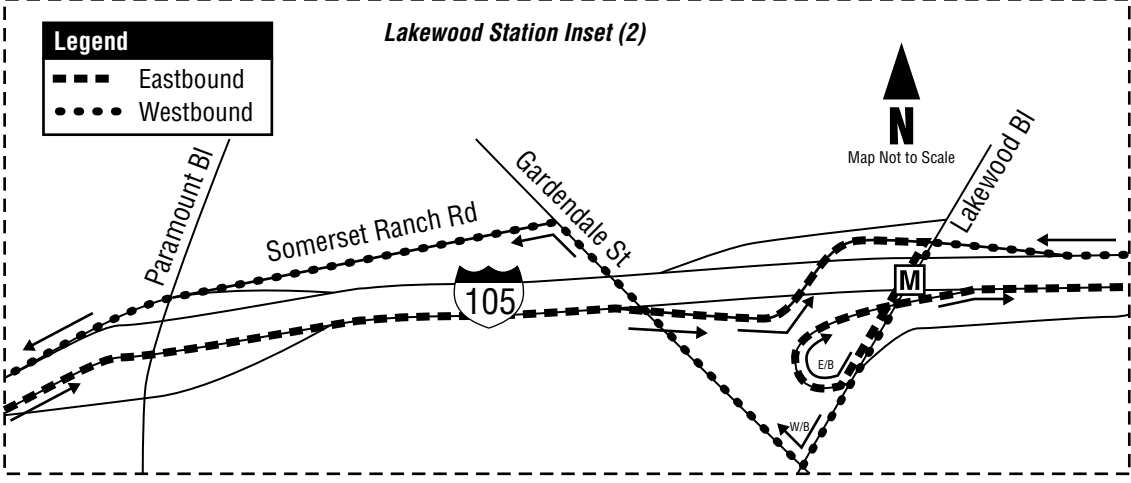 Lakewood Station Inset (2)
Legend
Eastbound
Westbound
N
Map Not to Scale
Lakewood Bl
Paramount Bl
Somerset Ranch Rd
Gardendale St
105
M
E/B
W/B